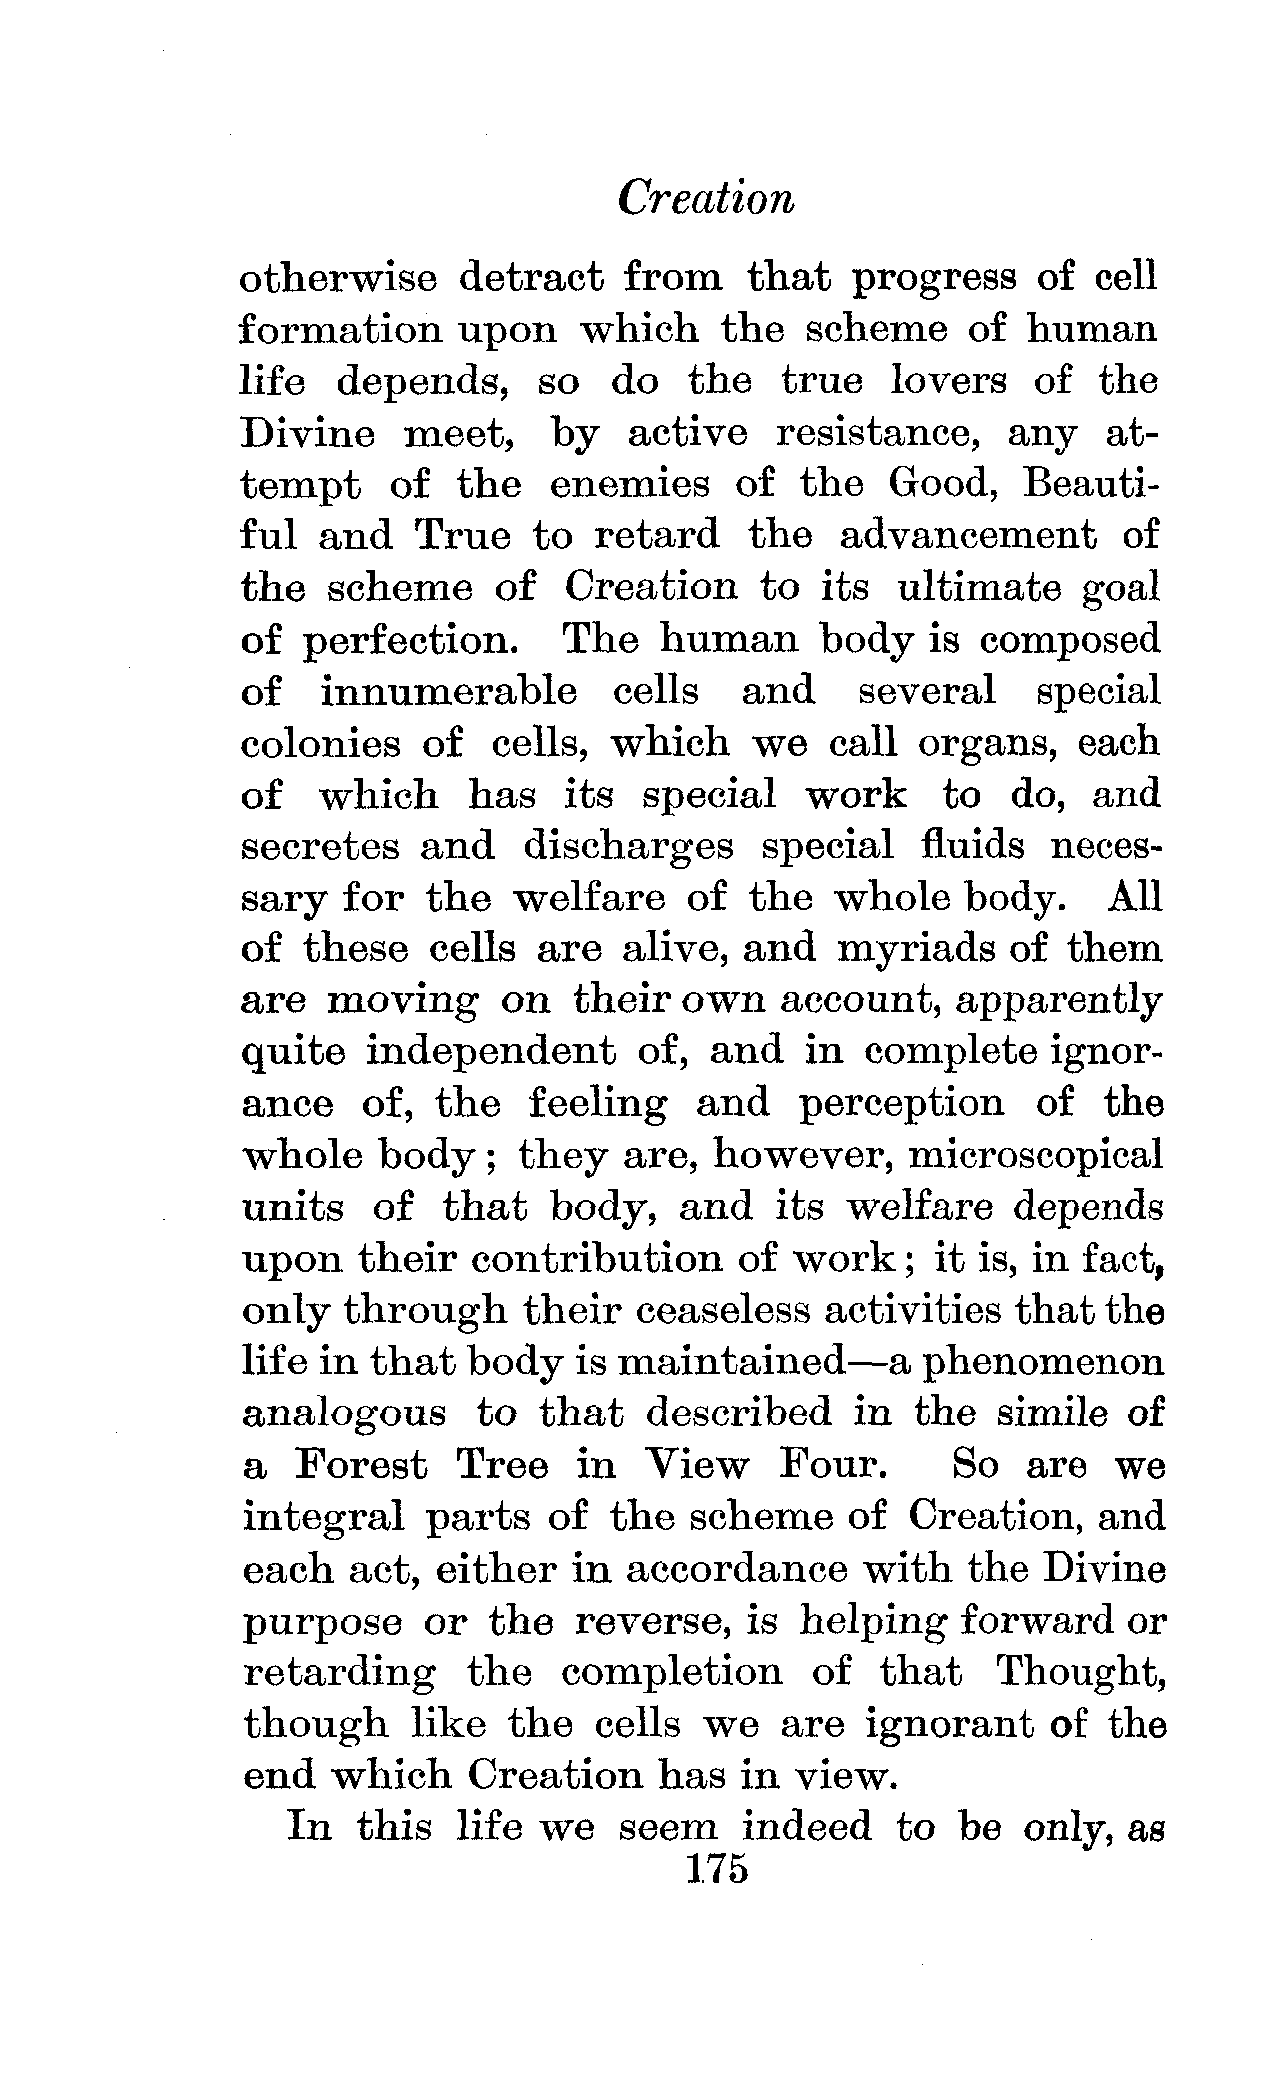 Creation
otherwise detract from that progress of cell
formation upon which the scheme of human
life depends, so do the true lovers of the
Divine meet, by active resistance, any at-
tempt of the enemies of the Good, Beauti-
ful and True to retard the advancement of
the scheme of Creation to its ultimate goal
of perfection. The human body is composed
of innumerable cells and several special
colonies of cells, which we call organs, each
of which has its special work to do, and
secretes and discharges special fluids neces-
sary for the welfare of the whole body. All
of these cells are alive, and myriads of them
are moving on their own account, apparently
quite independent of, and in complete ignor-
ance of, the feeling and perception of the
whole body; they are, however, microscopical
units of that body, and its welfare depends
upon their contribution of work; it is, in fact,
only through their ceaseless activities that the
life in that body is maintained—a phenomenon
analogous to that described in the simile of
a Forest Tree in View Four. So are we
integral parts of the scheme of Creation, and
each act, either in accordance with the Divine
purpose or the reverse, is helping forward or
retarding the completion of that Thought,
though like the cells we are ignorant of the
end which Creation has in view.
In this life we seem indeed to be only, as
175